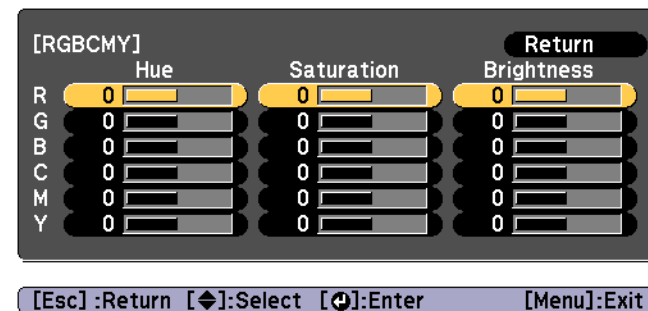 [RGBCMY] Return
Hue Saturation Brightness
R 0 0 0
G 0 0 0
B 0 0 0
C 0 0 0
M 0 0 0
Y 0 0 0
[Esc] :Return [◆]:Select [↵]:Enter [Menu]:Exit